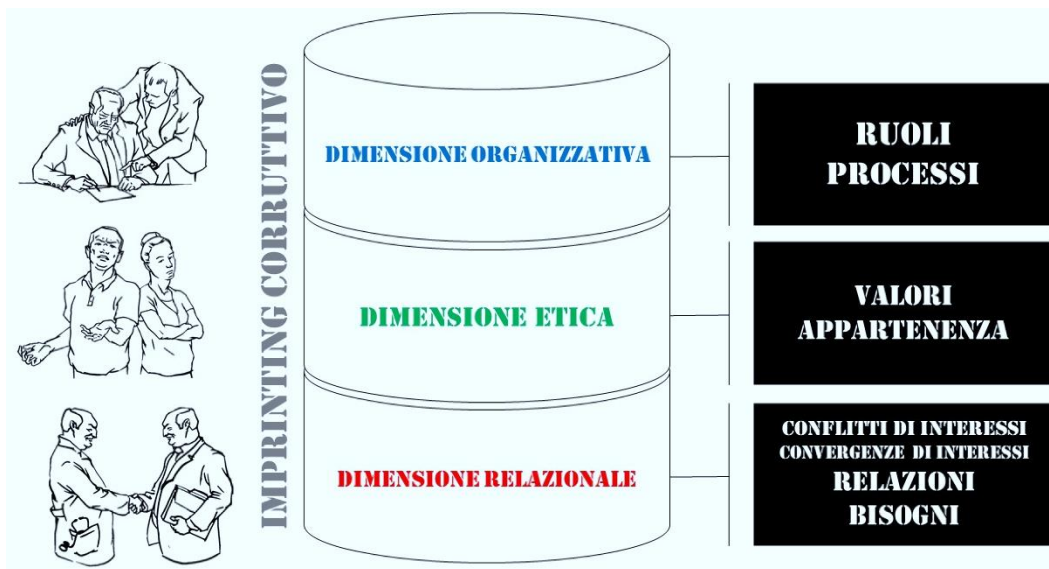 IMPRINTING CORRUTTIVO
DIMENSIONE ORGANIZZATIVA
RUOLI
PROCESSI
DIMENSIONE ETICA
VALORI
APPARTENENZA
DIMENSIONE RELAZIONALE
CONFLITTI DI INTERESSI
CONVERGENZE DI INTERESSI
RELAZIONI
BISOGNI